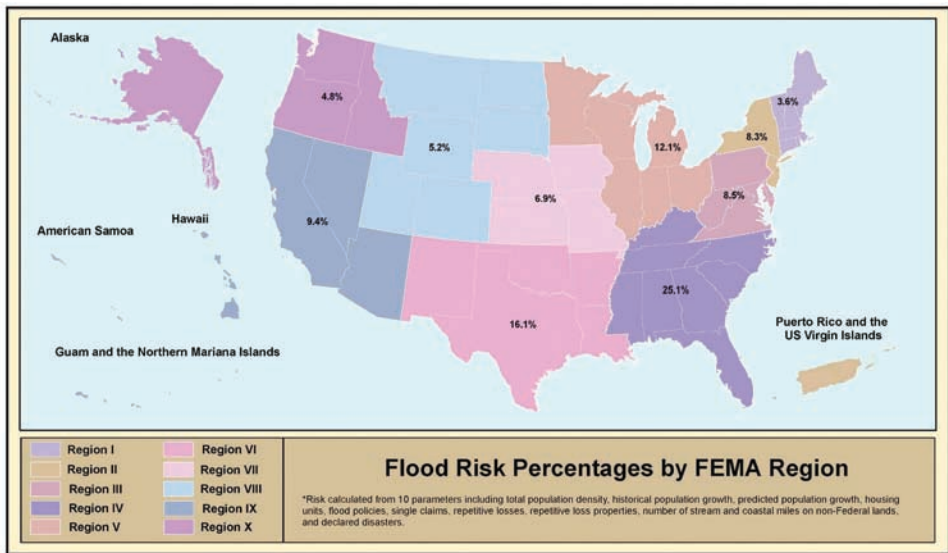 Alaska
4.8%
5.2%
12.1%
3.6%
8.3%
8.5%
6.9%
9.4%
Hawaii
American Samoa
25.1%
16.1%
Puerto Rico and the
US Virgin Islands
Guam and the Northern Mariana Islands
Region I
Region II
Region III
Region IV
Region V
Region VI
Region VII
Region VIII
Region IX
Region X
Flood Risk Percentages by FEMA Region
*Risk calculated from 10 parameters including total population density, historical population growth, predicted population growth, housing
units, flood policies, single claims, repetitive losses, repetitive loss properties, number of stream and coastal miles on non-Federal lands,
and declared disasters.